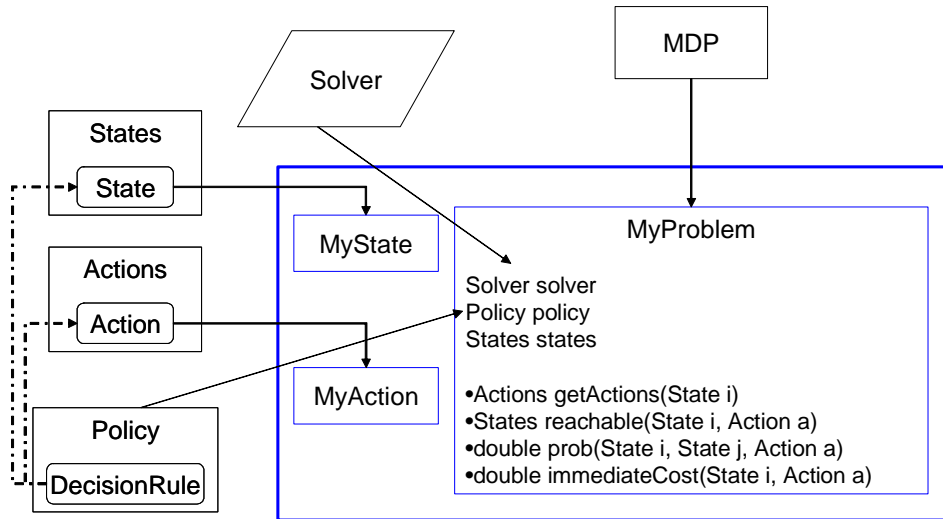 MDP
Solver
States
State
MyState
MyProblem
Actions
Action
Solver solver
Policy policy
States states
MyAction
•Actions getActions(State i)
•States reachable(State i, Action a)
•double prob(State i, State j, Action a)
•double immediateCost(State i, Action a)
Policy
DecisionRule